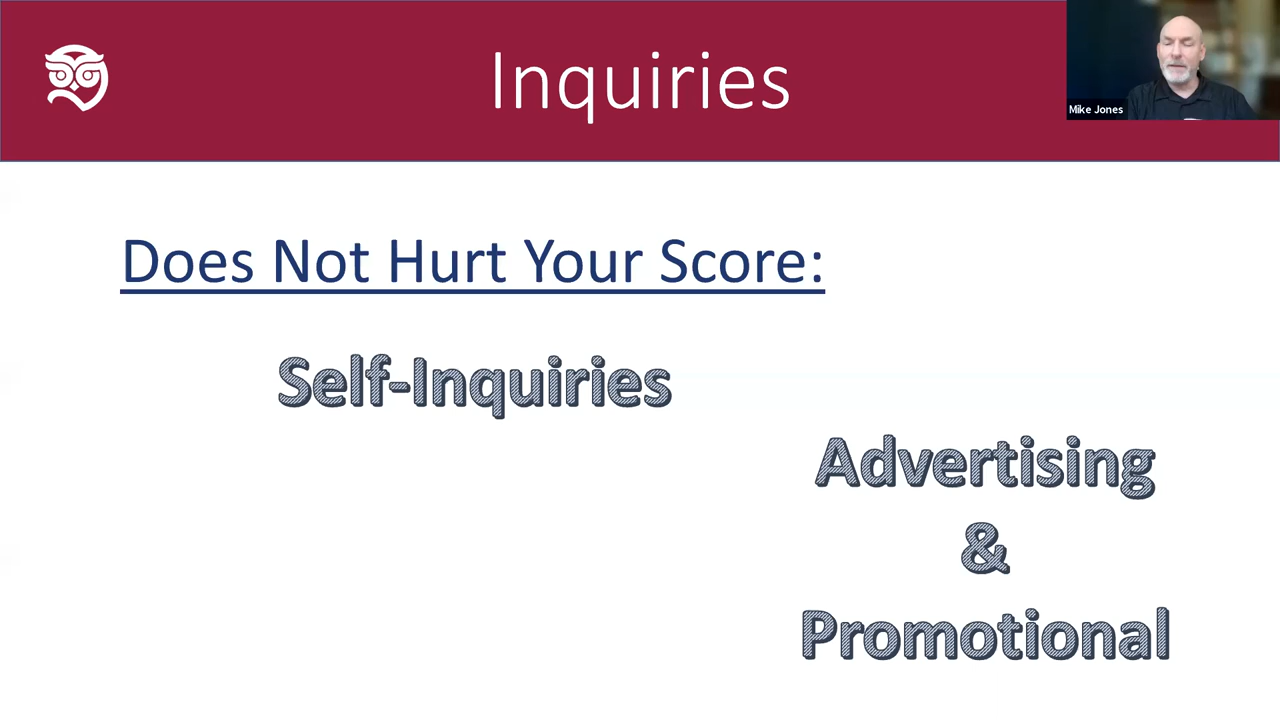 Inquiries
Mike Jones
Does Not Hurt Your Score:
Self-Inquiries
Advertising
&
Promotional